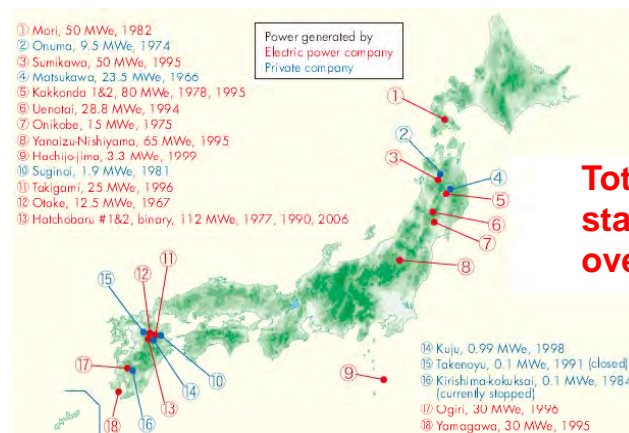 ① Mori, 50 MWe, 1982
② Onuma, 9.5 MWe, 1974
③ Sumikawa, 50 MWe, 1995
④ Matsukawa, 23.5 MWe, 1966
⑤ Kakkonda 1&2, 80 MWe, 1978, 1995
⑥ Uenotai, 28.8 MWe, 1994
⑦ Onikobe, 15 MWe, 1975
⑧ Yanaizu-Nishiyama, 65 MWe, 1995
⑨ Hachijo-jima, 3.3 MWe, 1999
⑩ Suginoi, 1.9 MWe, 1981
⑪ Takigami, 25 MWe, 1996
⑫ Otake, 12.5 MWe, 1967
⑬ Hatchobaru #1&2, binary, 112 MWe, 1977, 1990, 2006
Power generated by
Electric power company
Private company
①
②
③
④
⑤
⑥
⑦
⑧
Tot
sta
ove
⑫
⑪
⑮
⑰
⑱
⑯
⑬
⑭
⑩
⑨
⑭ Kuju, 0.99 MWe, 1998
⑮ Takenoyu, 0.1 MWe, 1991 (closed)
⑯ Kirishima-kokuksai, 0.1 MWe, 1984
(currently stopped)
⑰ Ogiri, 30 MWe, 1996
⑱ Yamagawa, 30 MWe, 1995